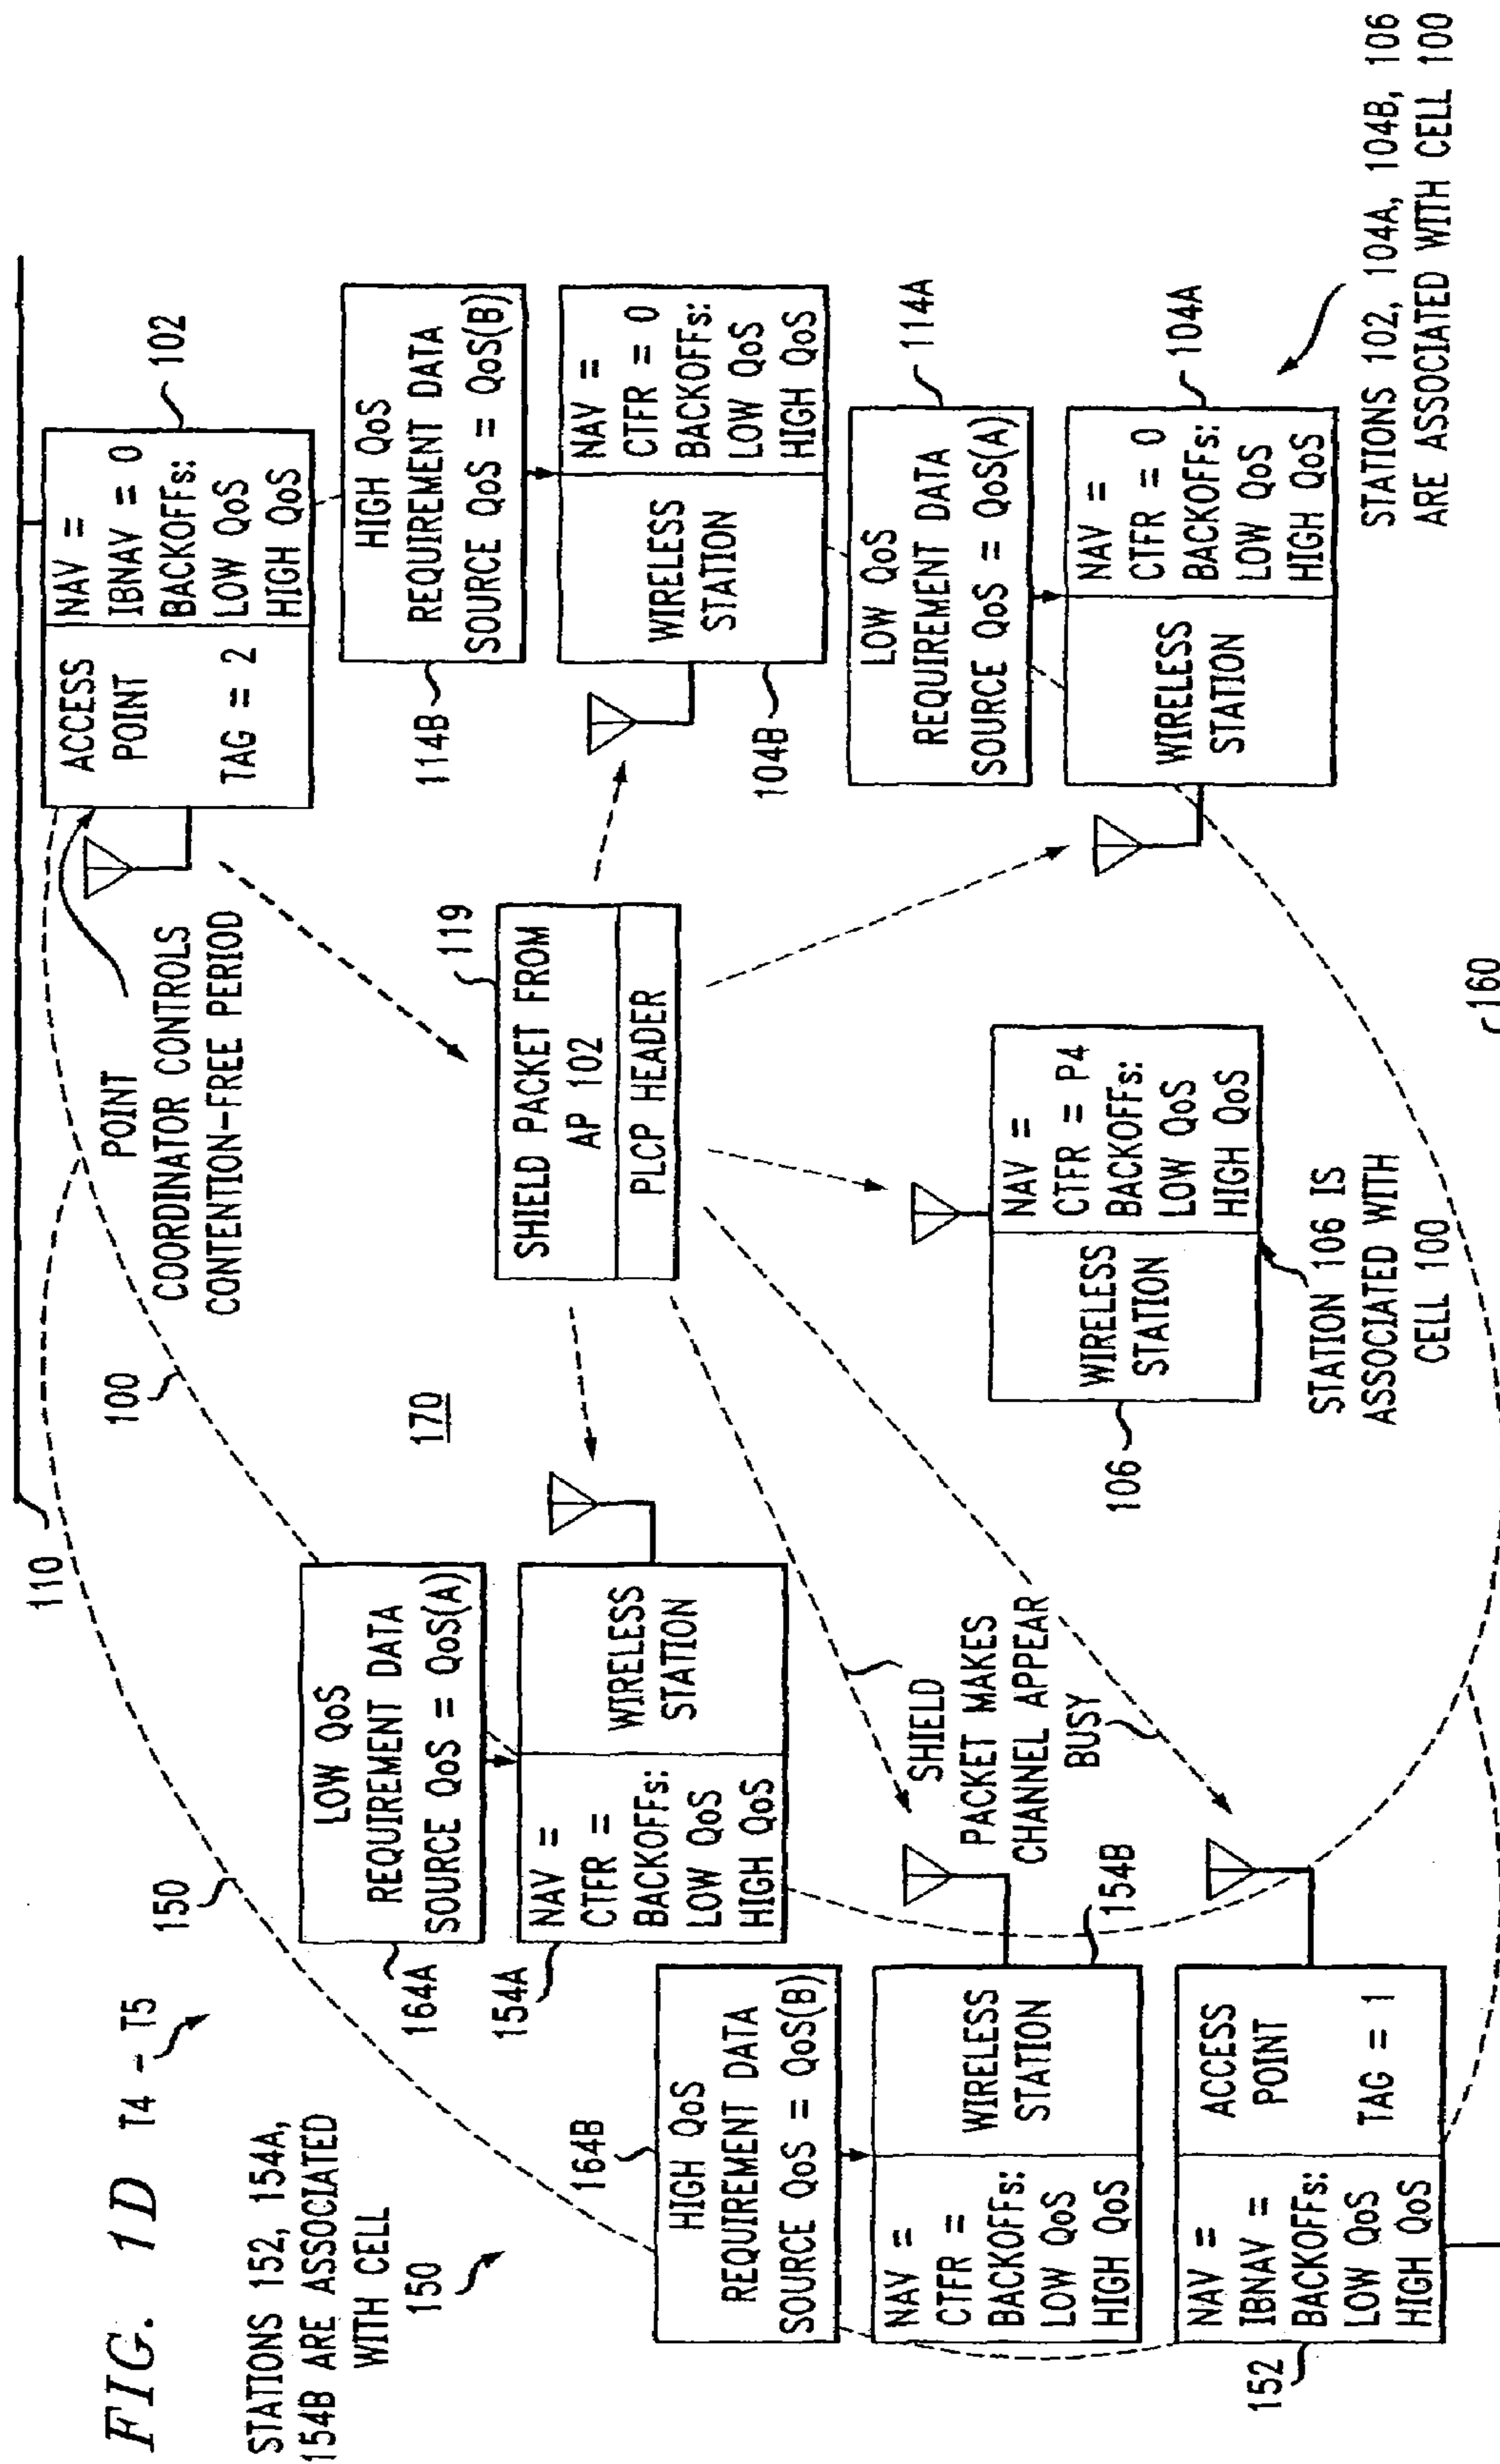 FIG. 1D T4 - T5
STATIONS 152, 154A,
154B ARE ASSOCIATED
WITH CELL
150
150
110
100
170
POINT
COORDINATOR CONTROLS
CONTENTION-FREE PERIOD
ACCESS
POINT
TAG = 2
NAV =
IBNAV = 0
BACKOFFs:
LOW QoS
HIGH QoS
102
HIGH QoS
REQUIREMENT DATA
SOURCE QoS = QoS(B)
114B
WIRELESS
STATION
NAV =
CTFR = 0
BACKOFFs:
LOW QoS
HIGH QoS
104B
LOW QoS
REQUIREMENT DATA
SOURCE QoS = QoS(A)
114A
WIRELESS
STATION
NAV =
CTFR = 0
BACKOFFs:
LOW QoS
HIGH QoS
104A
STATIONS 102, 104A, 104B, 106
ARE ASSOCIATED WITH CELL 100
SHIELD PACKET FROM
AP 102
PLCP HEADER
119
LOW QoS
REQUIREMENT DATA
SOURCE QoS = QoS(A)
164A
NAV =
CTFR =
BACKOFFs:
LOW QoS
HIGH QoS
WIRELESS
STATION
154A
HIGH QoS
REQUIREMENT DATA
SOURCE QoS = QoS(B)
164B
NAV =
CTFR =
BACKOFFs:
LOW QoS
HIGH QoS
WIRELESS
STATION
154B
SHIELD
PACKET MAKES
CHANNEL APPEAR
BUSY
NAV =
IBNAV =
BACKOFFs:
LOW QoS
HIGH QoS
ACCESS
POINT
TAG = 1
152
WIRELESS
STATION
NAV =
CTFR = P4
BACKOFFs:
LOW QoS
HIGH QoS
106
STATION 106 IS
ASSOCIATED WITH
CELL 100
160